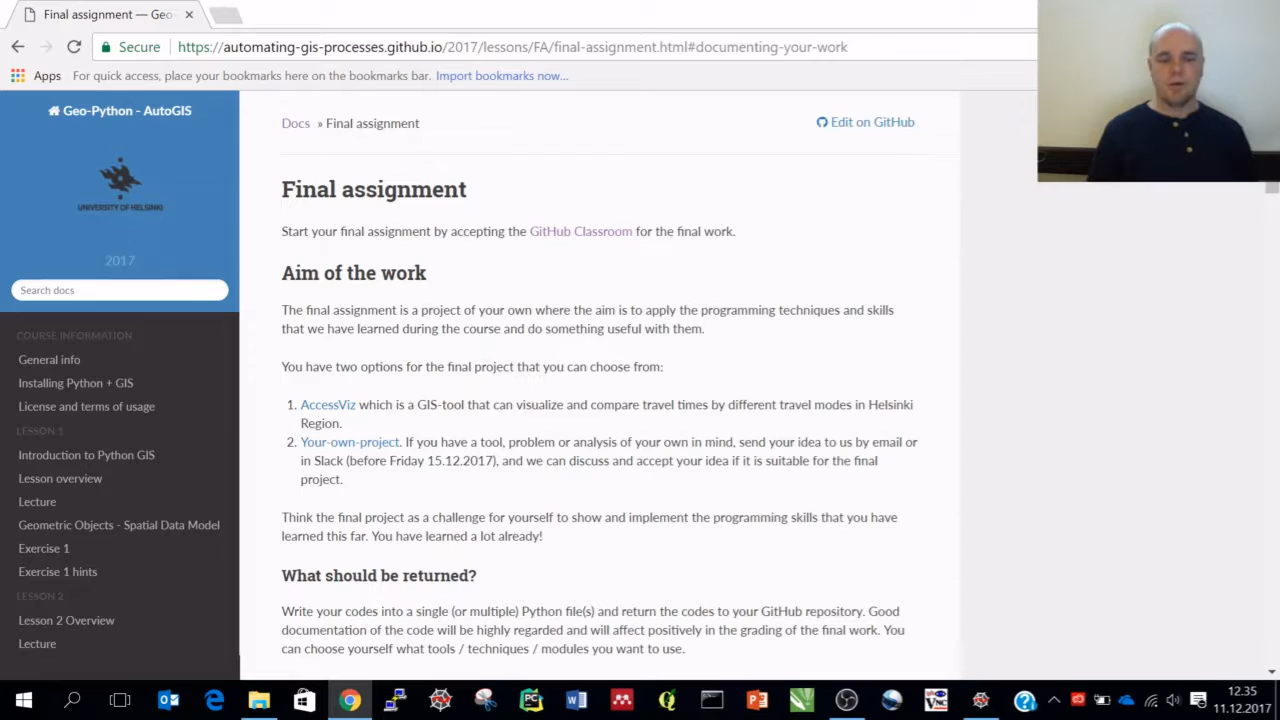 Final assignment — Geo-
Secure
https://automating-gis-processes.github.io/2017/lessons/FA/final-assignment.html#documenting-your-work
Apps For quick access, place your bookmarks here on the bookmarks bar. Import bookmarks now...
Geo-Python - AutoGIS
UNIVERSITY OF HELSINKI
2017
Search docs
COURSE INFORMATION
General info
Installing Python + GIS
License and terms of usage
LESSON 1
Introduction to Python GIS
Lesson overview
Lecture
Geometric Objects - Spatial Data Model
Exercise 1
Exercise 1 hints
LESSON 2
Lesson 2 Overview
Lecture
Docs » Final assignment
Edit on GitHub
Final assignment
Start your final assignment by accepting the GitHub Classroom for the final work.
Aim of the work
The final assignment is a project of your own where the aim is to apply the programming techniques and skills
that we have learned during the course and do something useful with them.
You have two options for the final project that you can choose from:
1. AccessViz which is a GIS-tool that can visualize and compare travel times by different travel modes in Helsinki
Region.
2. Your-own-project. If you have a tool, problem or analysis of your own in mind, send your idea to us by email or
in Slack (before Friday 15.12.2017), and we can discuss and accept your idea if it is suitable for the final
project.
Think the final project as a challenge for yourself to show and implement the programming skills that you have
learned this far. You have learned a lot already!
What should be returned?
Write your codes into a single (or multiple) Python file(s) and return the codes to your GitHub repository. Good
documentation of the code will be highly regarded and will affect positively in the grading of the final work. You
can choose yourself what tools / techniques / modules you want to use.
12.35
11.12.2017